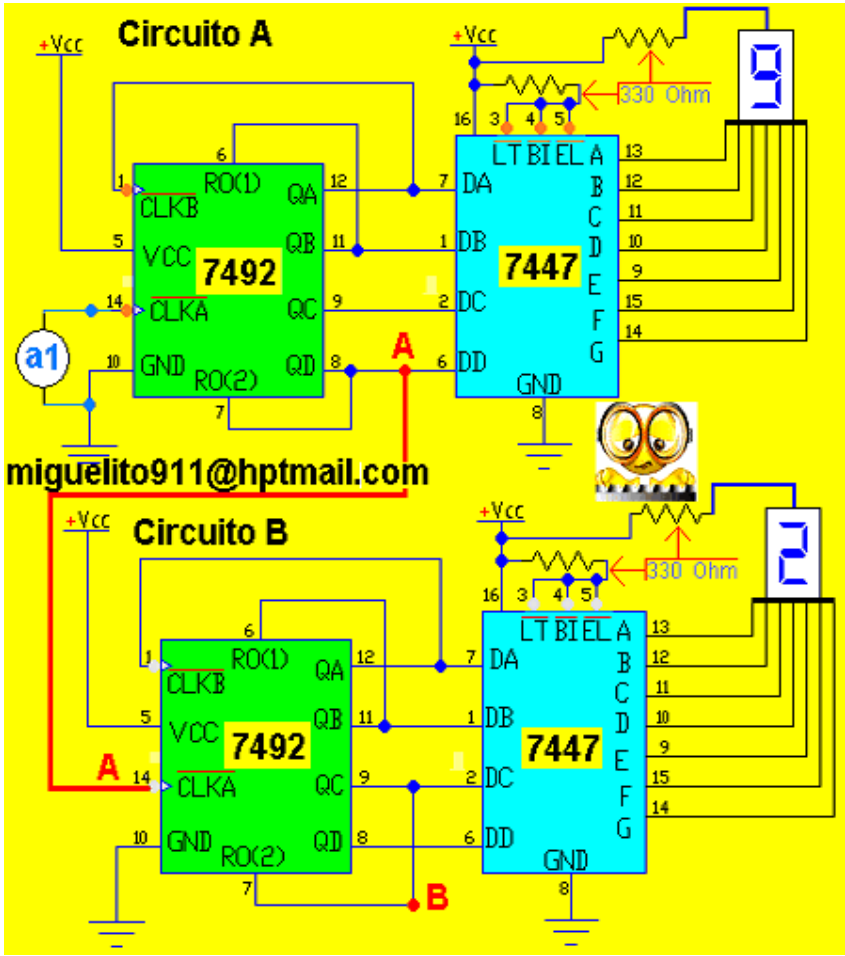 Circuito A
+Vcc
+Vcc
9
330 Ohm
16 3 4 5
LT BI EL
6
1 CLKB RO(1) QA 12
5 VCC QB 11
7492
14 CLKA QC 9
10 GND RO(2) QD 8
7
a1
A
7 DA
1 DB
2 DC
6 DD
7447
GND
8
A 13
B 12
C 11
D 10
E 9
F 15
G 14
miguelito911@hptmail.com
Circuito B
+Vcc
+Vcc
2
330 Ohm
16 3 4 5
LT BI EL
6
1 CLKB RO(1) QA 12
5 VCC QB 11
7492
A 14 CLKA QC 9
10 GND RO(2) QD 8
7
B
7 DA
1 DB
2 DC
6 DD
7447
GND
8
A 13
B 12
C 11
D 10
E 9
F 15
G 14